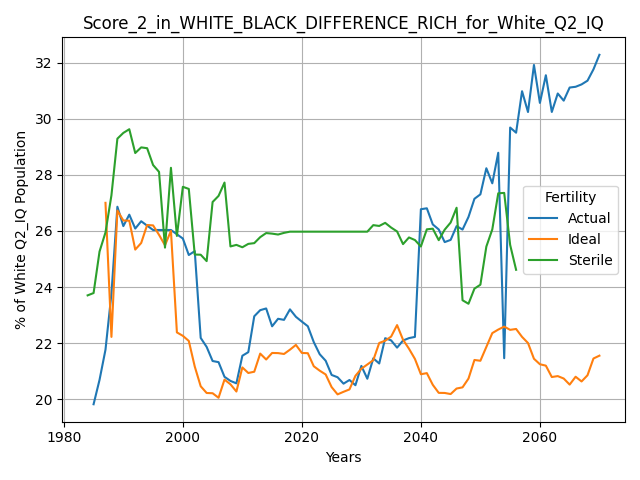 Score_2_in_WHITE_BLACK_DIFFERENCE_RICH_for_White_Q2_IQ
% of White Q2_IQ Population
32
30
28
26
24
22
20
Fertility
Actual
Ideal
Sterile
1980
2000
2020
2040
2060
Years